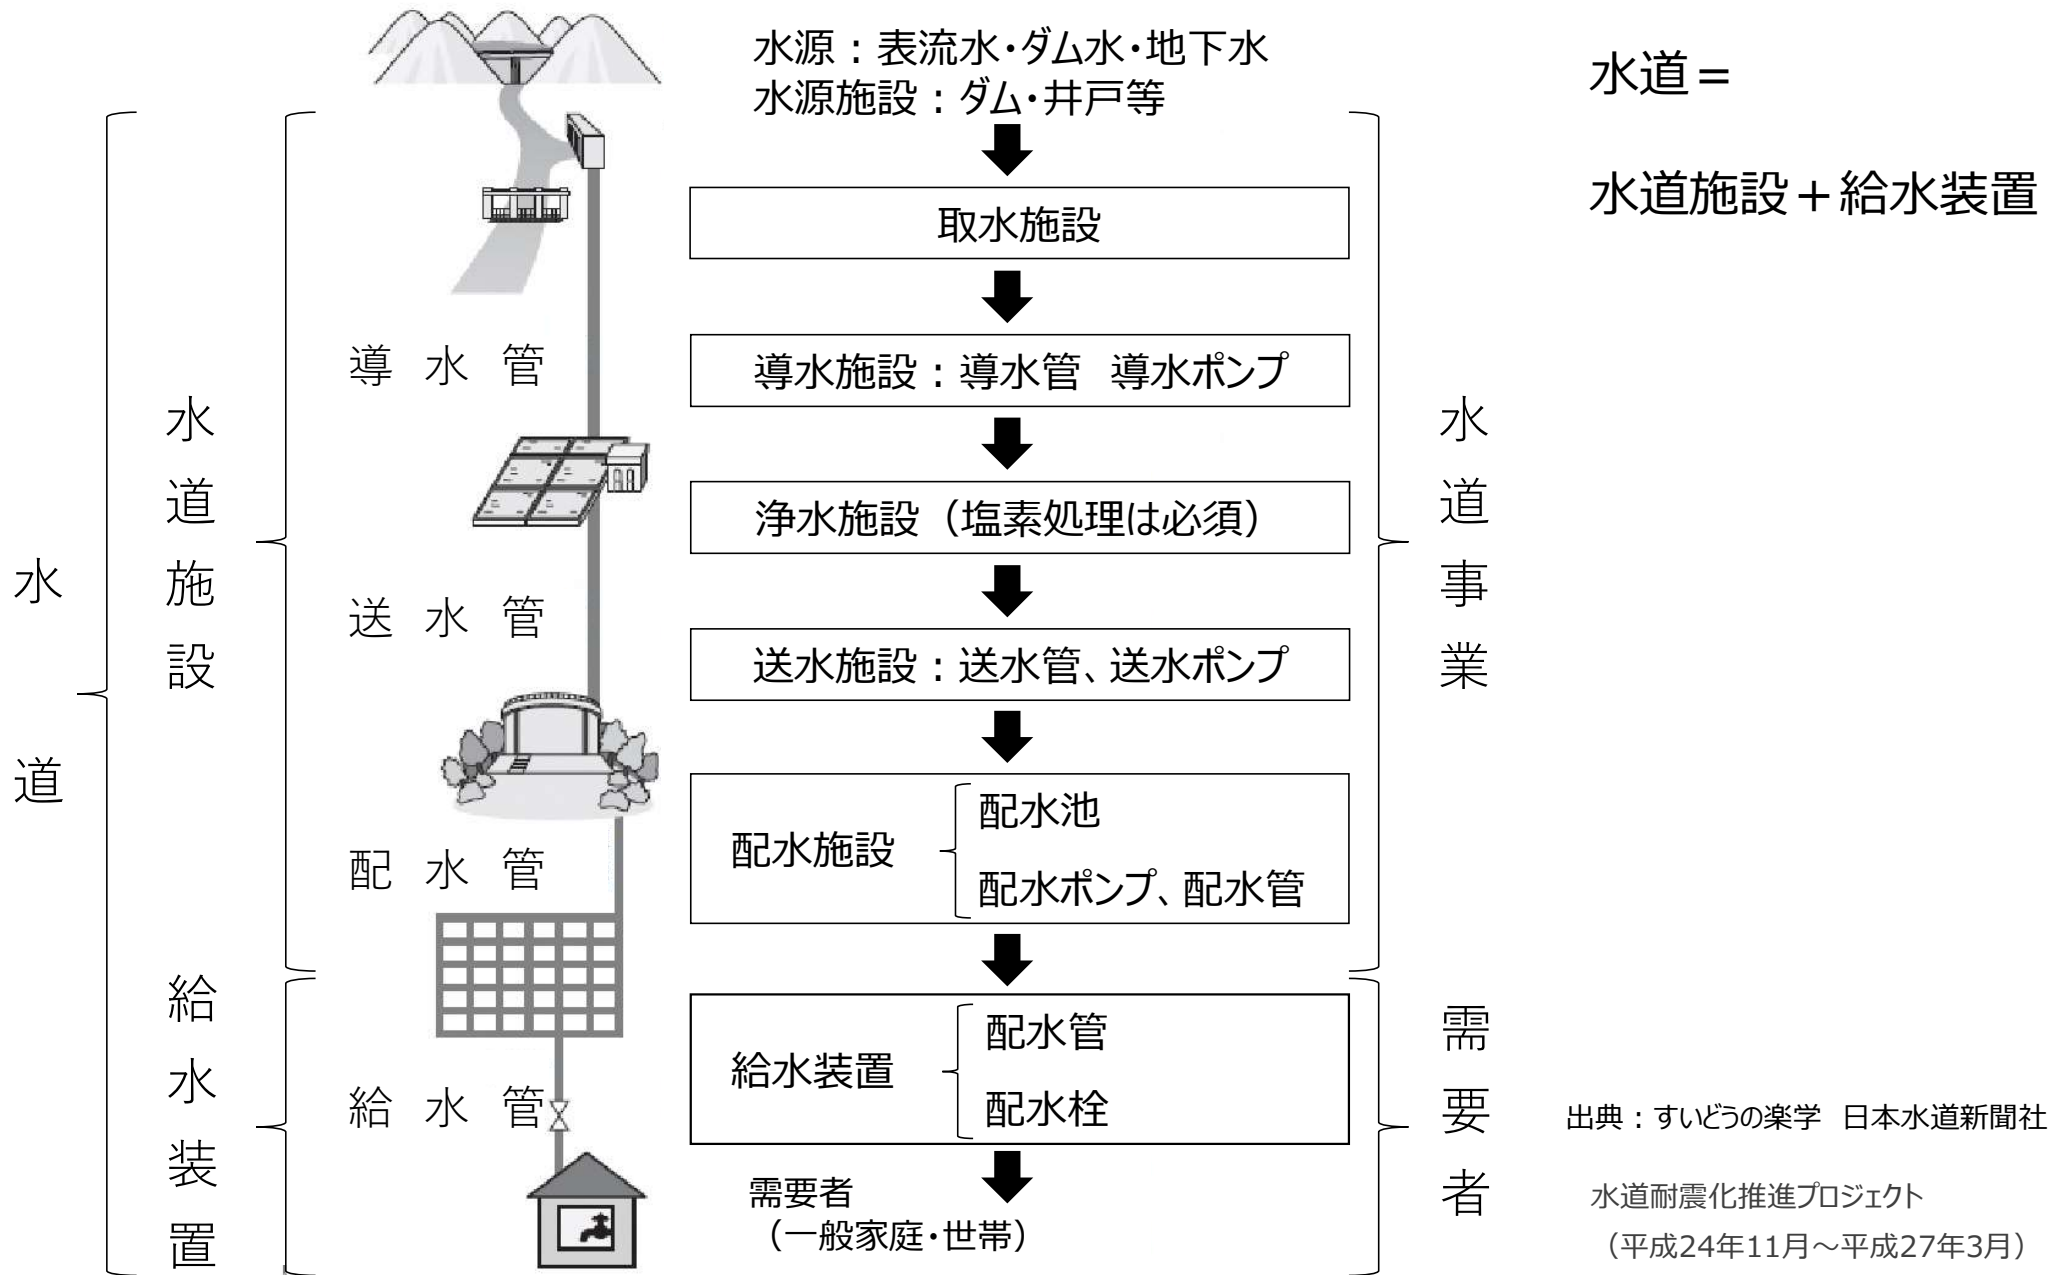 水源：表流水・ダム水・地下水
水源施設：ダム・井戸等
水道＝
水道施設＋給水装置
取水施設
導水管
導水施設：導水管　導水ポンプ
浄水施設（塩素処理は必須）
送水管
送水施設：送水管、送水ポンプ
配水管
配水施設
配水池
配水ポンプ、配水管
給水管
給水装置
配水管
配水栓
需要者
（一般家庭・世帯）
水道
水道施設
給水装置
水道事業
需要者
出典：すいどうの楽学　日本水道新聞社
水道耐震化推進プロジェクト
（平成24年11月～平成27年3月）